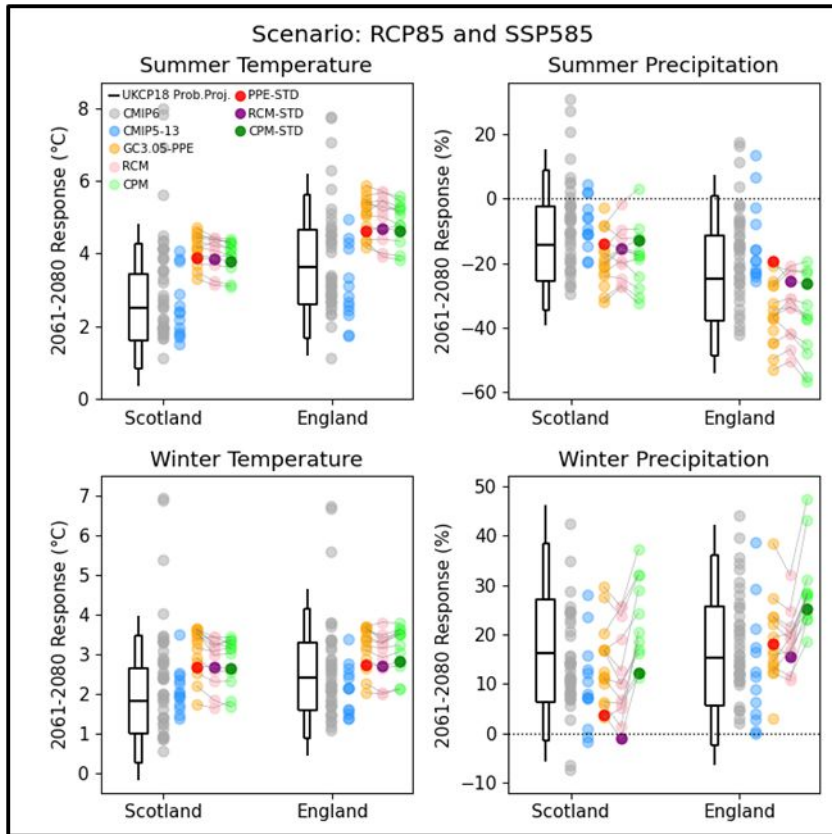 Scenario: RCP85 and SSP585
Summer Temperature
2061-2080 Response (°C)
8
6
4
2
0
UKCP18 Prob.Proj.
CMIP6
CMIP5-13
GC3.05-PPE
RCM
CPM
PPE-STD
RCM-STD
CPM-STD
Scotland
England
Summer Precipitation
2061-2080 Response (%)
20
0
−20
−40
−60
Scotland
England
Winter Temperature
2061-2080 Response (°C)
7
6
5
4
3
2
1
0
Scotland
England
Winter Precipitation
2061-2080 Response (%)
50
40
30
20
10
0
−10
Scotland
England